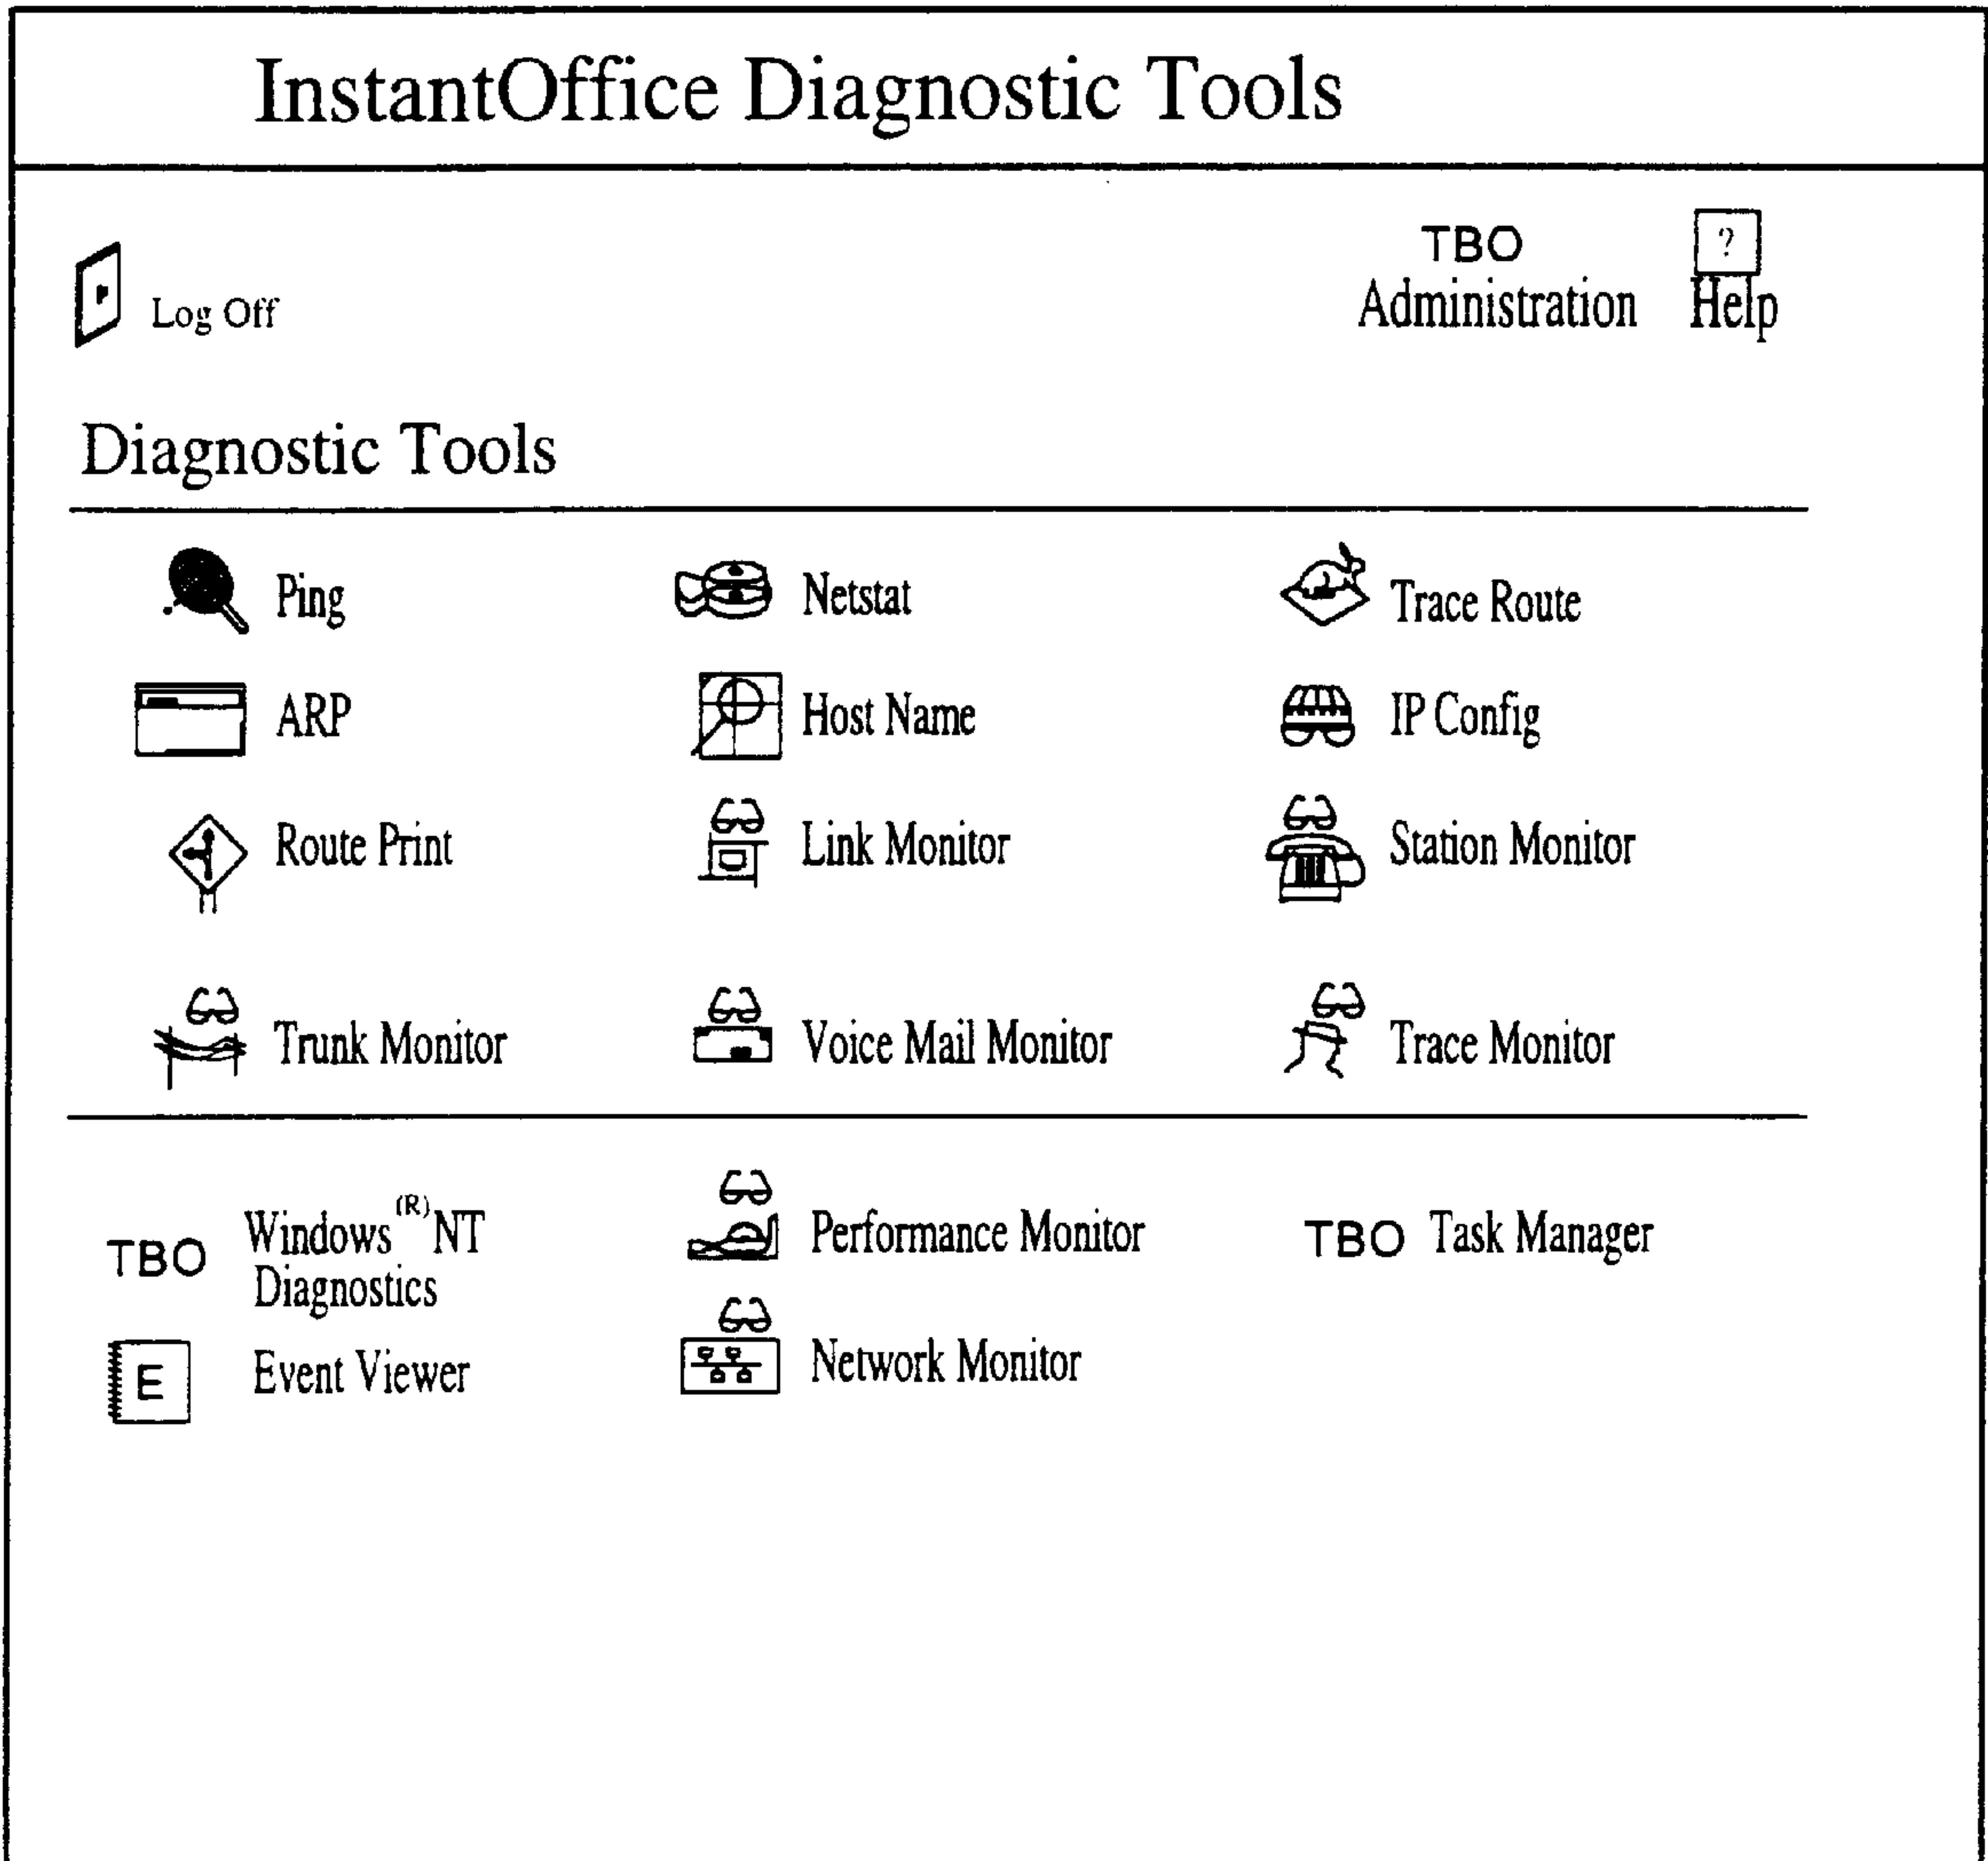 InstantOffice Diagnostic Tools
Log Off
TBO
Administration
?
Help
Diagnostic Tools
Ping
Netstat
Trace Route
ARP
Host Name
IP Config
Route Print
Link Monitor
Station Monitor
Trunk Monitor
Voice Mail Monitor
Trace Monitor
TBO
Windows(R) NT
Diagnostics
Performance Monitor
TBO Task Manager
E
Event Viewer
Network Monitor